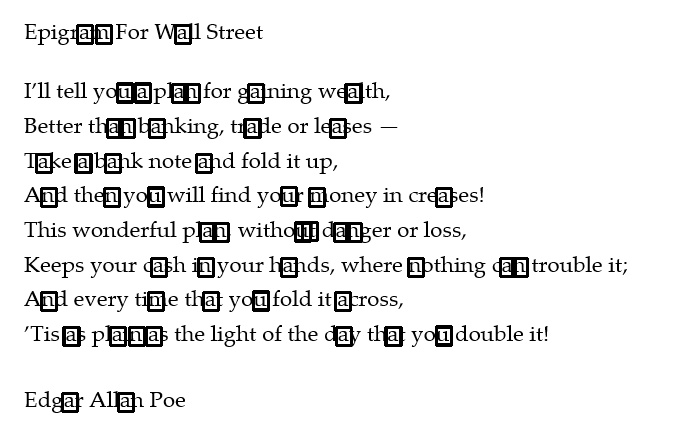 Epigram For Wall Street
I'll tell you a plan for gaining wealth,
Better than banking, trade or leases —
Take a bank note and fold it up,
And then you will find your money in creases!
This wonderful plan, without danger or loss,
Keeps your cash in your hands, where nothing can trouble it;
And every time that you fold it across,
'Tis as plain as the light of the day that you double it!
Edgar Allan Poe